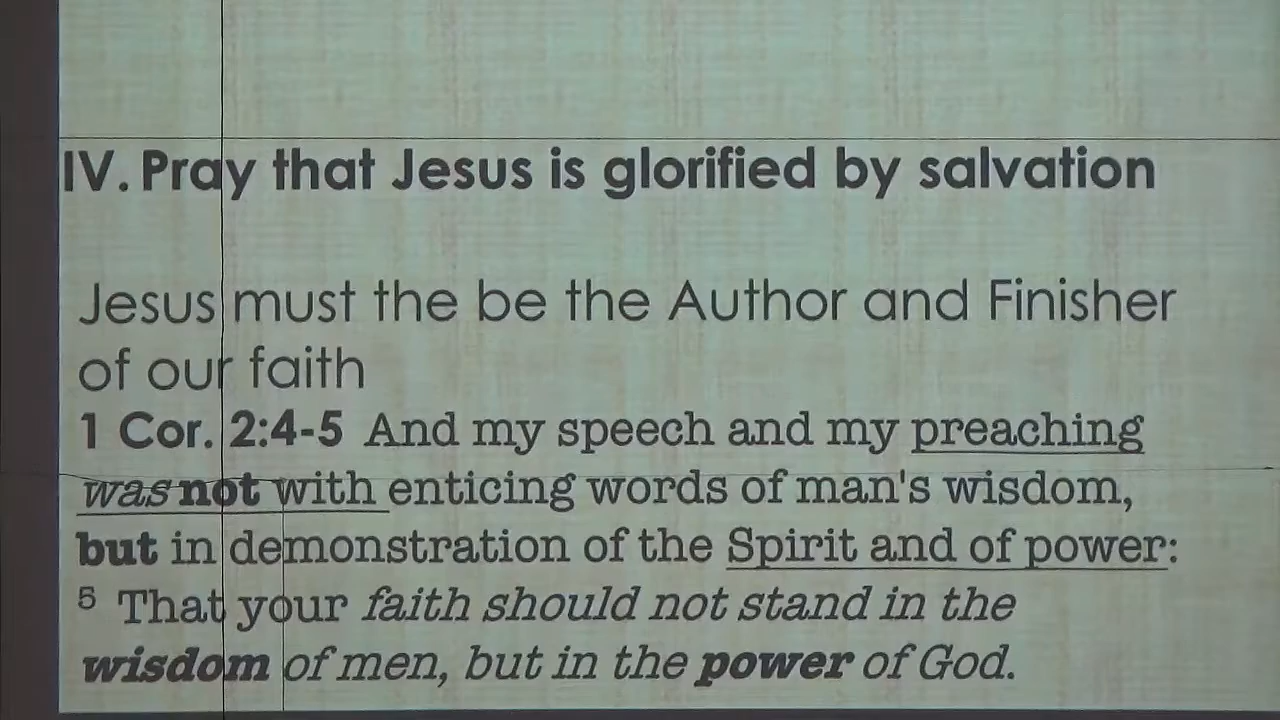 IV. Pray that Jesus is glorified by salvation
Jesus must the be the Author and Finisher
of our faith
1 Cor. 2:4-5 And my speech and my preaching
was not with enticing words of man's wisdom,
but in demonstration of the Spirit and of power:
5 That your faith should not stand in the
wisdom of men, but in the power of God.